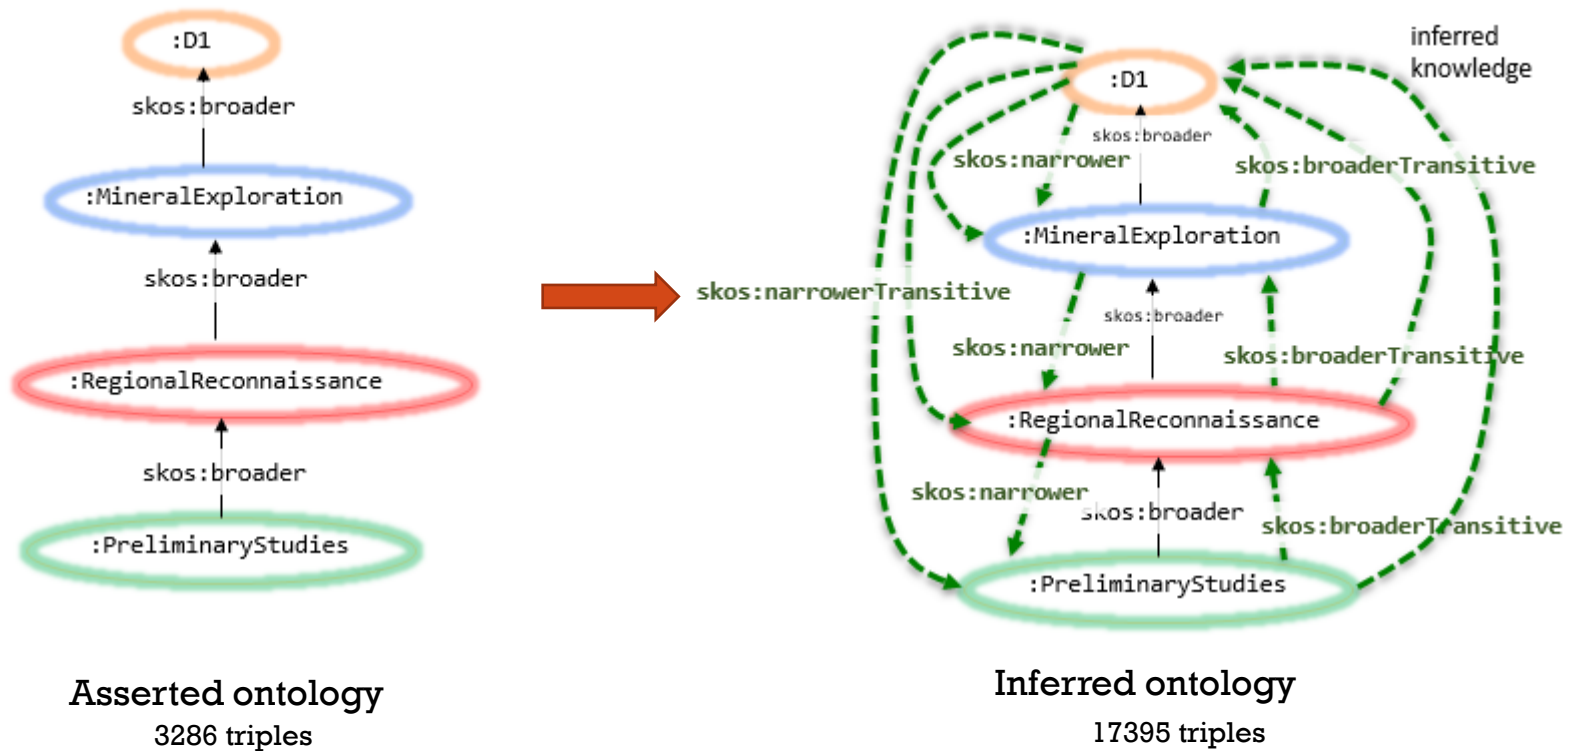 :D1
skos:broader
:MineralExploration
skos:broader
:RegionalReconnaissance
skos:broader
:PreliminaryStudies
Asserted ontology
3286 triples
inferred
knowledge
:D1
skos:broader
skos:narrower
skos:broaderTransitive
:MineralExploration
skos:narrowerTransitive
skos:broader
skos:narrower
skos:broaderTransitive
:RegionalReconnaissance
skos:narrower
skos:broader
skos:broaderTransitive
:PreliminaryStudies
Inferred ontology
17395 triples